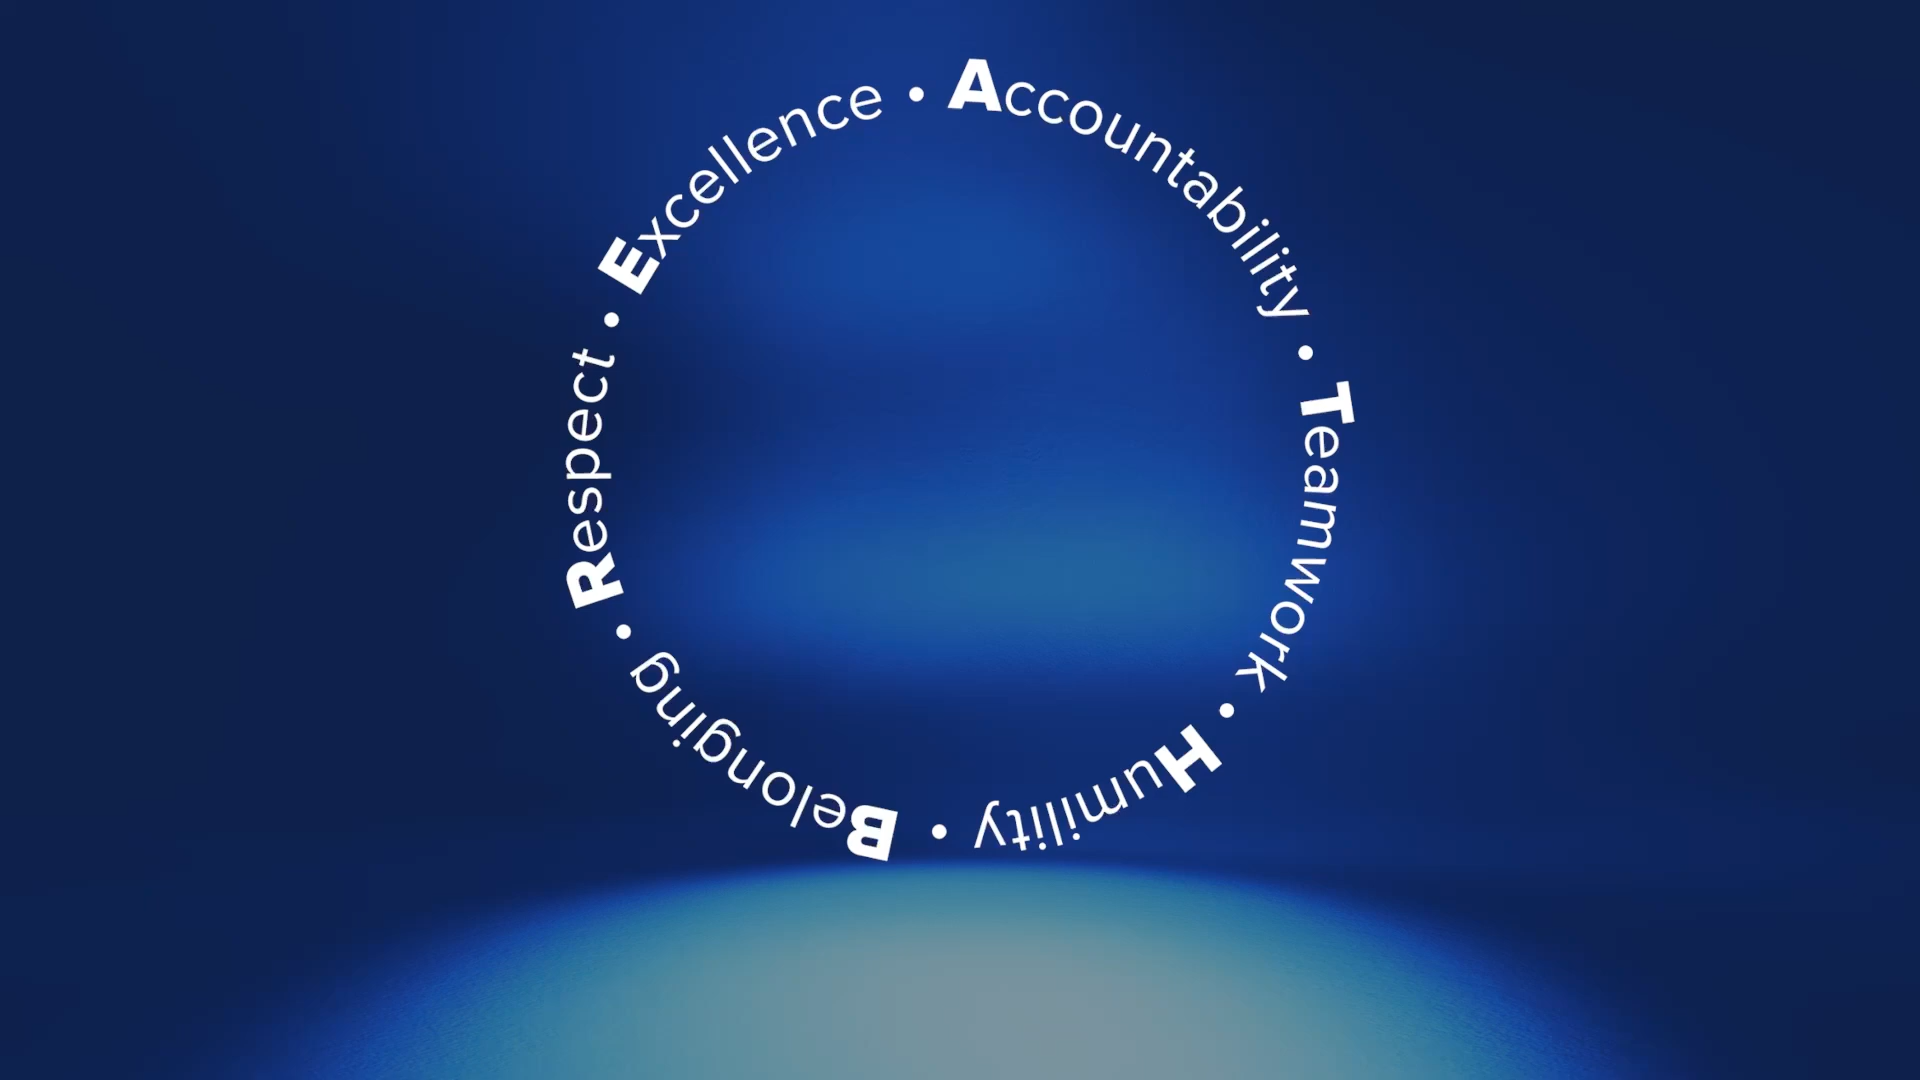 Accountability • Teamwork • Humility • Belonging • Respect • Excellence •